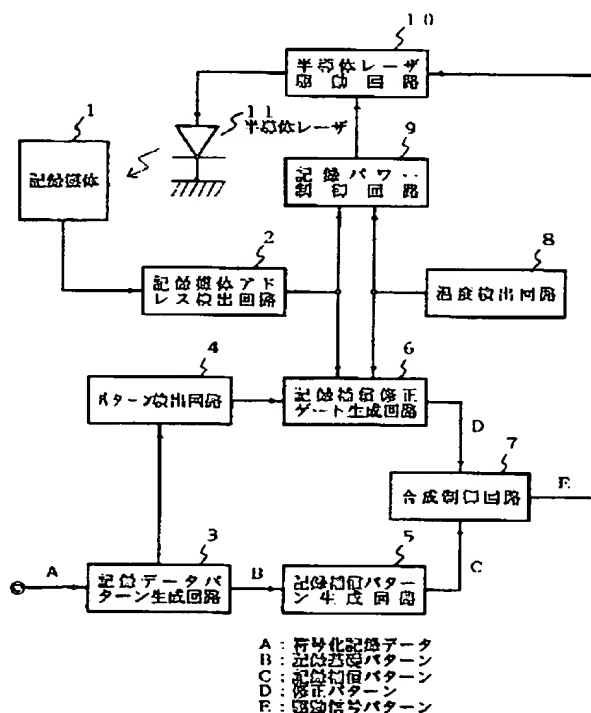 10
半導体レーザ
駆動回路
1
11
半導体レーザ
9
記録媒体
記録パワー
制御回路
2
8
記録媒体アド
レス検出回路
温度検出回路
4
6
パターン検出回路
記録補償修正
ゲート生成回路
D
7
合成制御回路
E
3
5
A
記録データパ
ターン生成回路
B
記録補償パター
ン生成回路
C
A：符号化記録データ
B：記録基礎パターン
C：記録補償パターン
D：修正パターン
E：駆動信号パターン